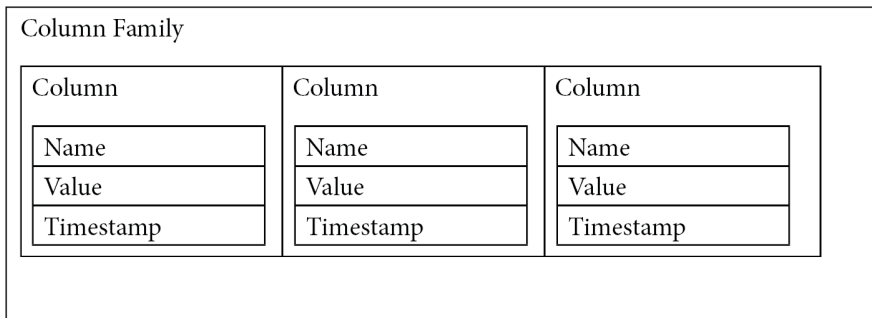 Column Family
Column Column Column
Name Name Name
Value Value Value
Timestamp Timestamp Timestamp